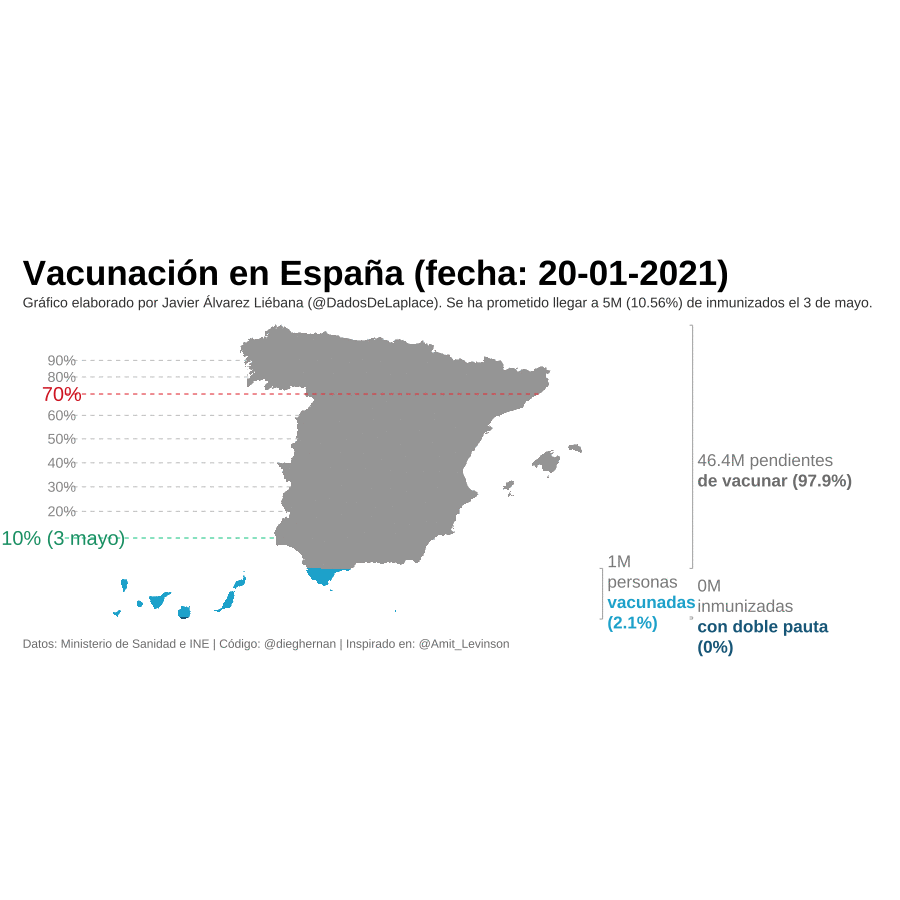 Vacunación en España (fecha: 20-01-2021)
Gráfico elaborado por Javier Álvarez Liébana (@DadosDeLaplace). Se ha prometido llegar a 5M (10.56%) de inmunizados el 3 de mayo.
90%
80%
70%
60%
50%
40%
30%
20%
10% (3 mayo)
46.4M pendientes
de vacunar (97.9%)
1M
personas
vacunadas
(2.1%)
0M
inmunizadas
con doble pauta
(0%)
Datos: Ministerio de Sanidad e INE | Código: @dieghernan | Inspirado en: @Amit_Levinson